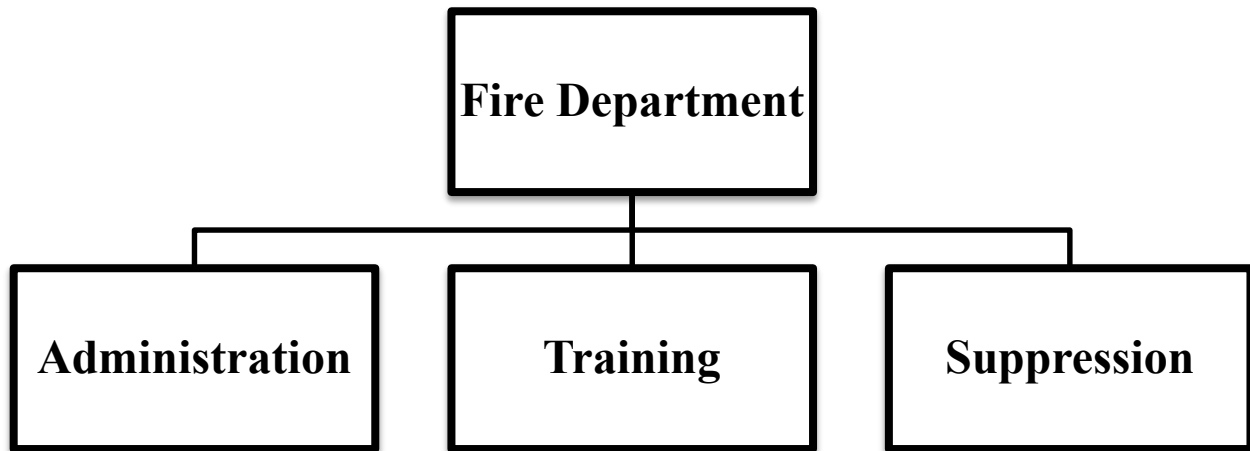 Fire Department
Administration
Training
Suppression